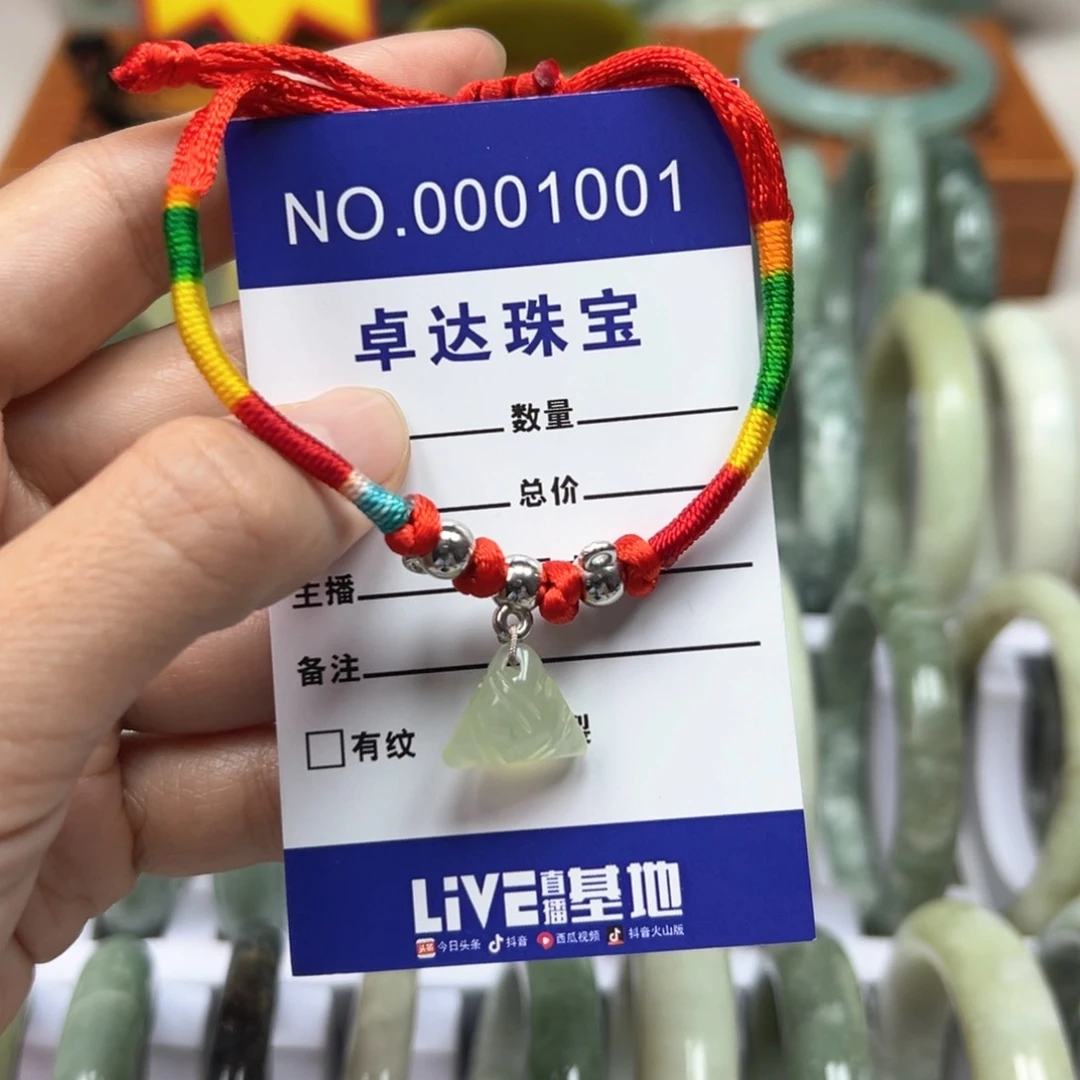 NO.0001001
卓达珠宝
数量
总价
主播
备注
有纹
LiVE直播基地
今日头条 抖音 西瓜视频 抖音火山版